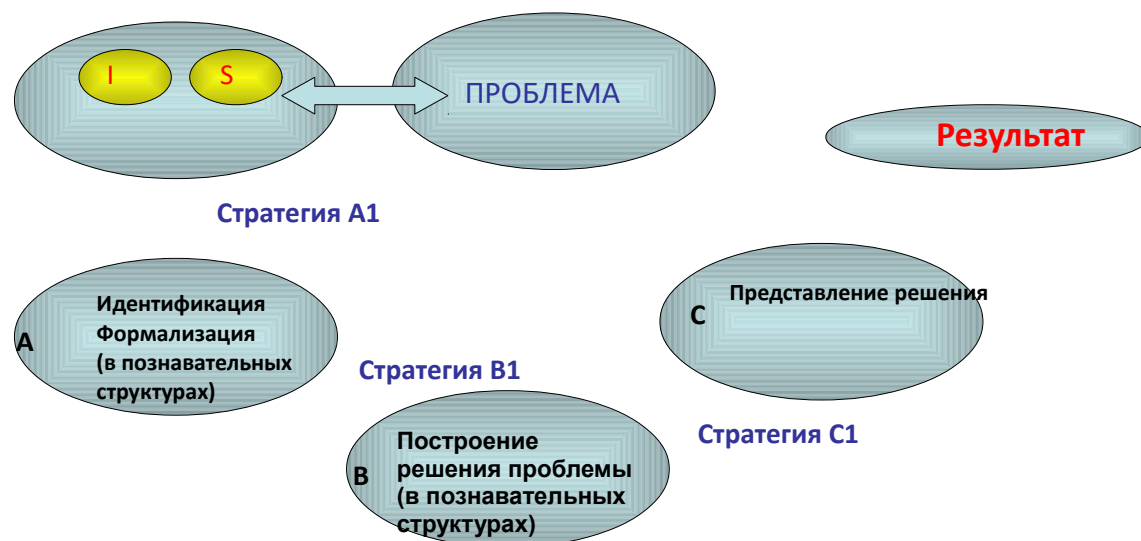 I
S
ПРОБЛЕМА
Результат
Стратегия А1
А
Идентификация
Формализация
(в познавательных
структурах)
Стратегия В1
В
Построение
решения проблемы
(в познавательных
структурах)
С
Представление решения
Стратегия С1